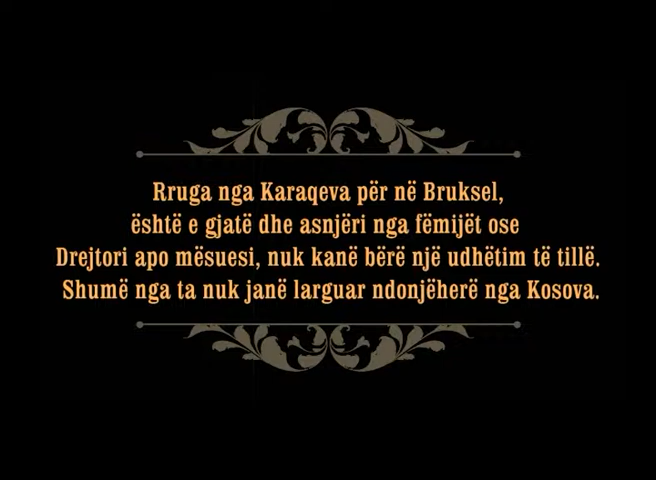 Rruga nga Karaqeva për në Bruksel,
është e gjatë dhe asnjëri nga fëmijët ose
Drejtori apo mësuesi, nuk kanë bërë një udhëtim të tillë.
Shumë nga ta nuk janë larguar ndonjëherë nga Kosova.